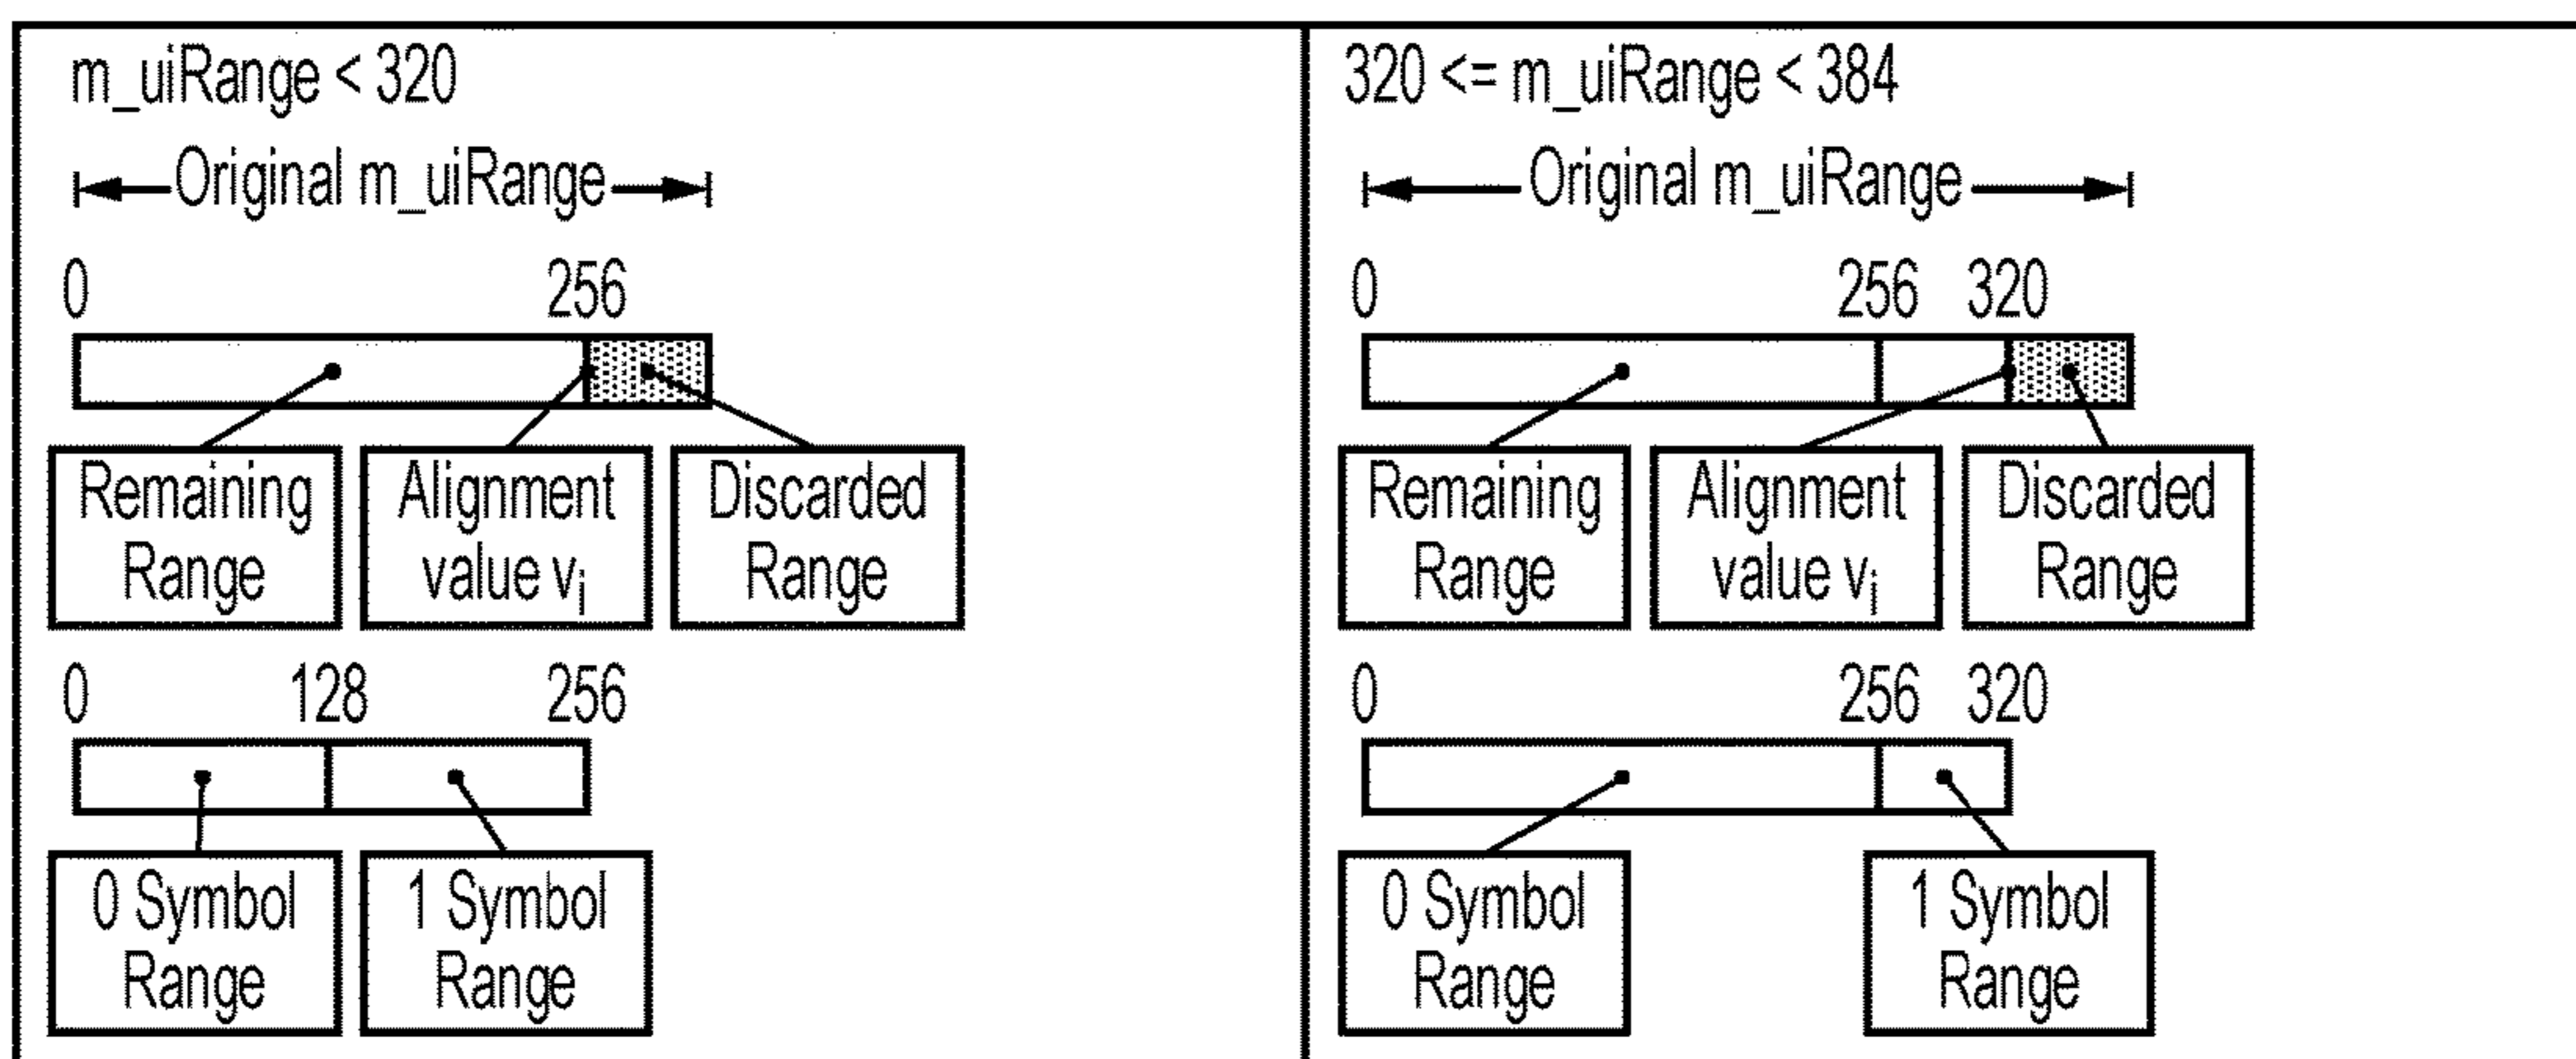 m_uiRange < 320
Original m_uiRange
0 256
Remaining Range
Alignment value vi
Discarded Range
0 128 256
0 Symbol Range
1 Symbol Range
320 <= m_uiRange < 384
Original m_uiRange
0 256 320
Remaining Range
Alignment value vi
Discarded Range
0 256 320
0 Symbol Range
1 Symbol Range